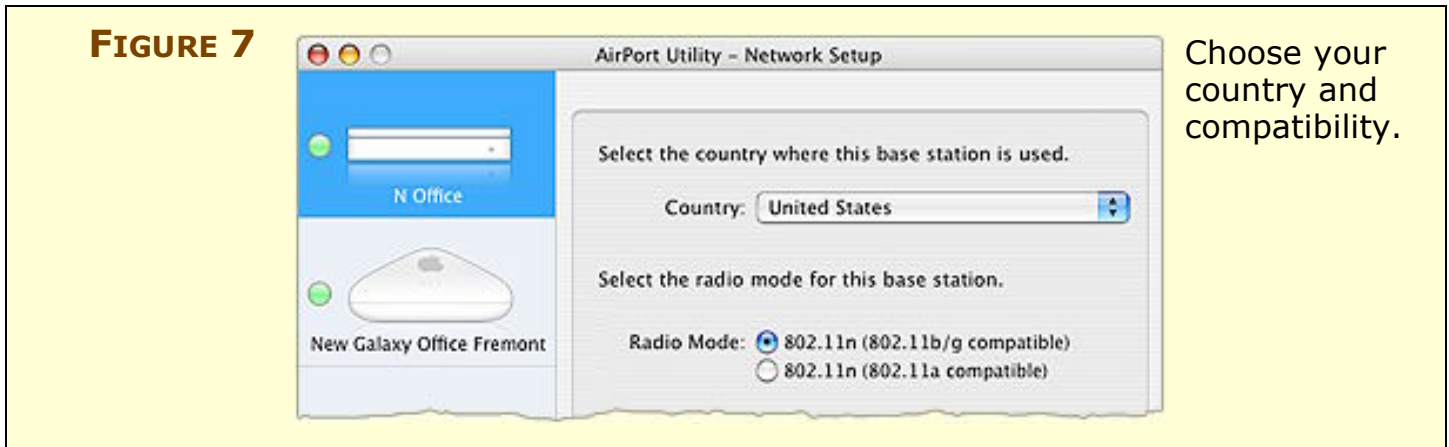 FIGURE 7
AirPort Utility – Network Setup
Choose your
country and
compatibility.
N Office
New Galaxy Office Fremont
Select the country where this base station is used.
Country: United States
Select the radio mode for this base station.
Radio Mode: 802.11n (802.11b/g compatible)
802.11n (802.11a compatible)